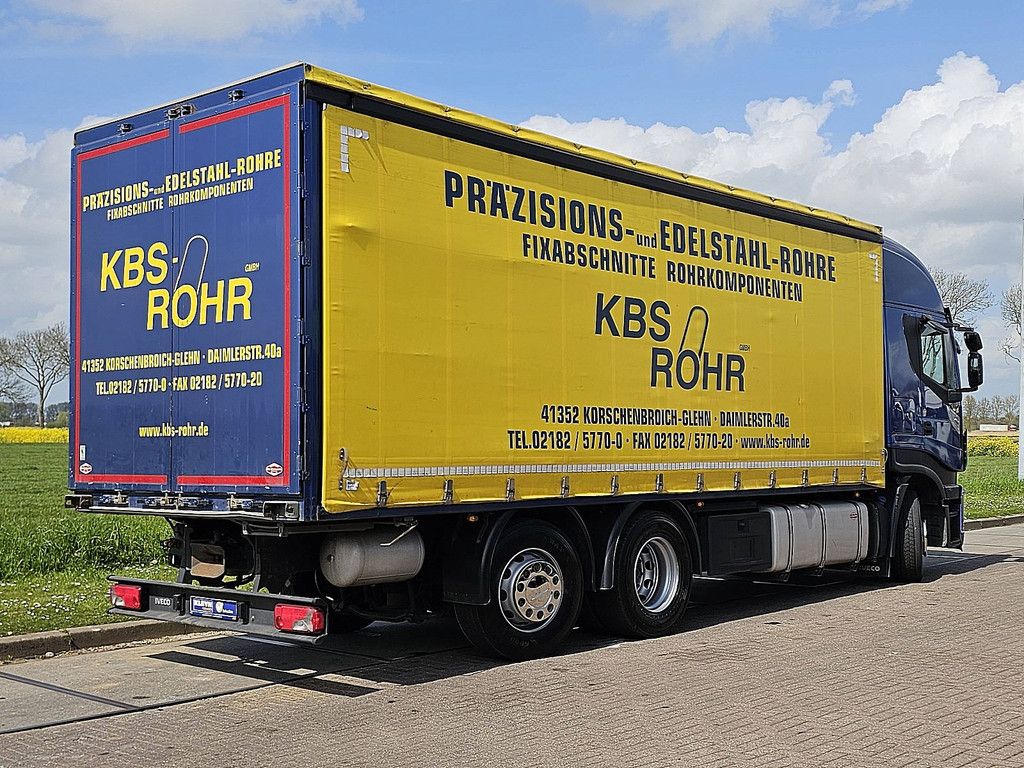 PRÄZISIONS- und EDELSTAHL-ROHRE
FIXABSCHNITTE ROHRKOMPONENTEN
KBS-
ROHR GMBH
41352 KORSCHENBROICH-GLEHN · DAIMLERSTR.40a
TEL.02182 / 5770-0 · FAX 02182 / 5770-20
www.kbs-rohr.de
PRÄZISIONS- und EDELSTAHL-ROHRE
FIXABSCHNITTE ROHRKOMPONENTEN
KBS
ROHR GMBH
41352 KORSCHENBROICH-GLEHN · DAIMLERSTR.40a
TEL.02182 / 5770-0 · FAX 02182 / 5770-20 · www.kbs-rohr.de
IVECO
KLEYN
IVECO